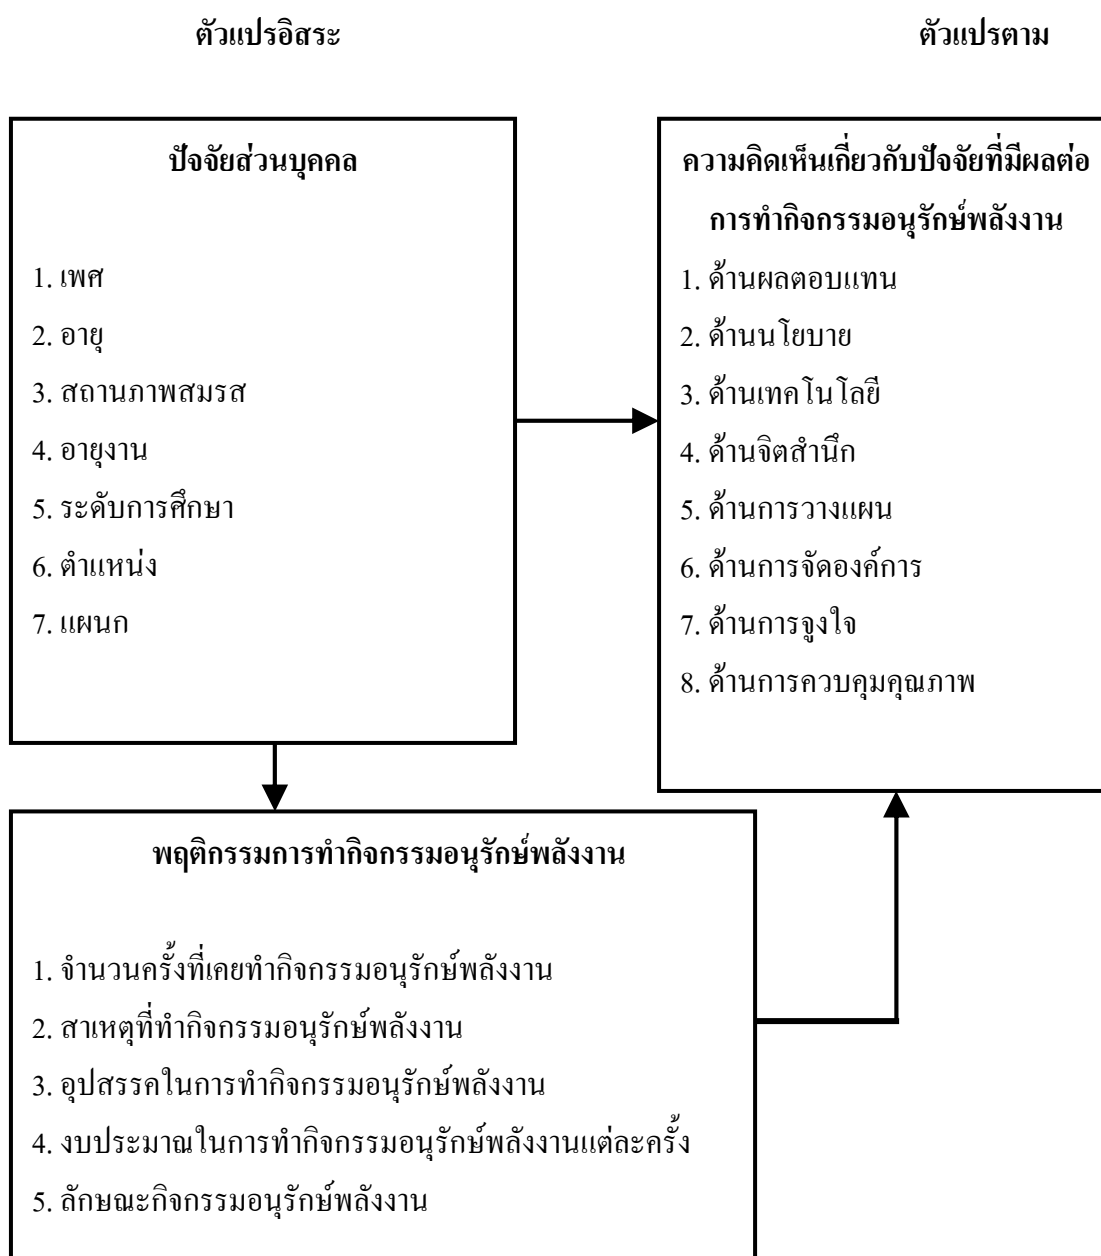 ตัวแปรอิสระ
ตัวแปรตาม
ปัจจัยส่วนบุคคล
1. เพศ
2. อายุ
3. สถานภาพสมรส
4. อายุงาน
5. ระดับการศึกษา
6. ตำแหน่ง
7. แผนก
ความคิดเห็นเกี่ยวกับปัจจัยที่มีผลต่อ
การทำกิจกรรมอนุรักษ์พลังงาน
1. ด้านผลตอบแทน
2. ด้านนโยบาย
3. ด้านเทคโนโลยี
4. ด้านจิตสำนึก
5. ด้านการวางแผน
6. ด้านการจัดองค์การ
7. ด้านการจูงใจ
8. ด้านการควบคุมคุณภาพ
พฤติกรรมการทำกิจกรรมอนุรักษ์พลังงาน
1. จำนวนครั้งที่เคยทำกิจกรรมอนุรักษ์พลังงาน
2. สาเหตุที่ทำกิจกรรมอนุรักษ์พลังงาน
3. อุปสรรคในการทำกิจกรรมอนุรักษ์พลังงาน
4. งบประมาณในการทำกิจกรรมอนุรักษ์พลังงานแต่ละครั้ง
5. ลักษณะกิจกรรมอนุรักษ์พลังงาน